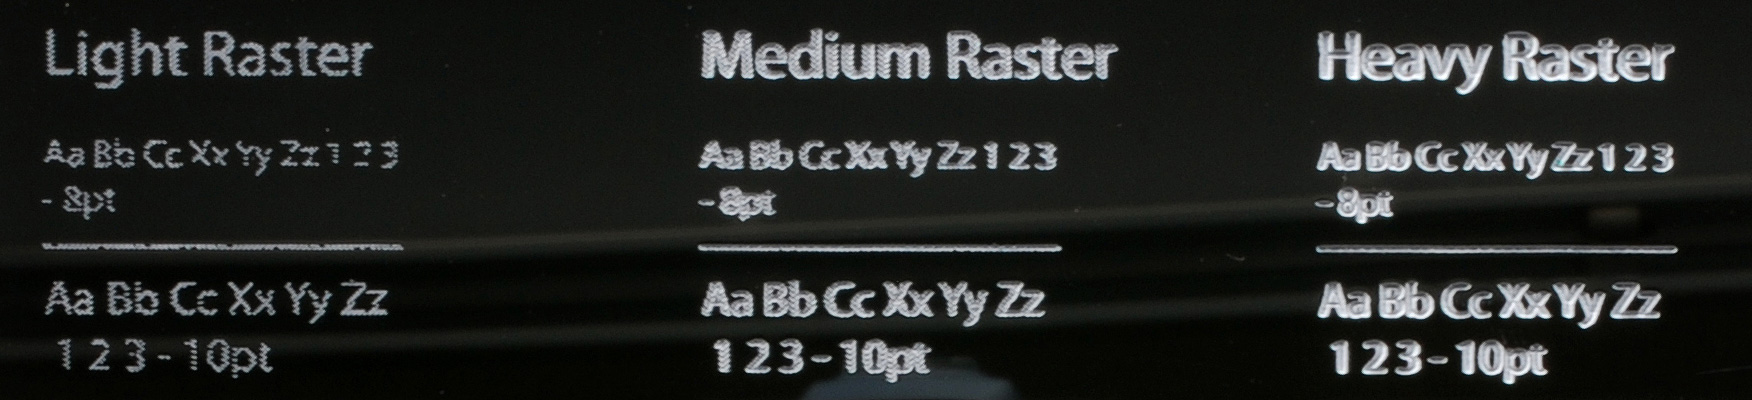 Light Raster
Aa Bb Cc Xx Yy Zz 1 2 3
- 8pt
Aa Bb Cc Xx Yy Zz
1 2 3 - 10pt
Medium Raster
Aa Bb Cc Xx Yy Zz 1 2 3
- 8pt
Aa Bb Cc Xx Yy Zz
1 2 3 - 10pt
Heavy Raster
Aa Bb Cc Xx Yy Zz 1 2 3
- 8pt
Aa Bb Cc Xx Yy Zz
1 2 3 - 10pt